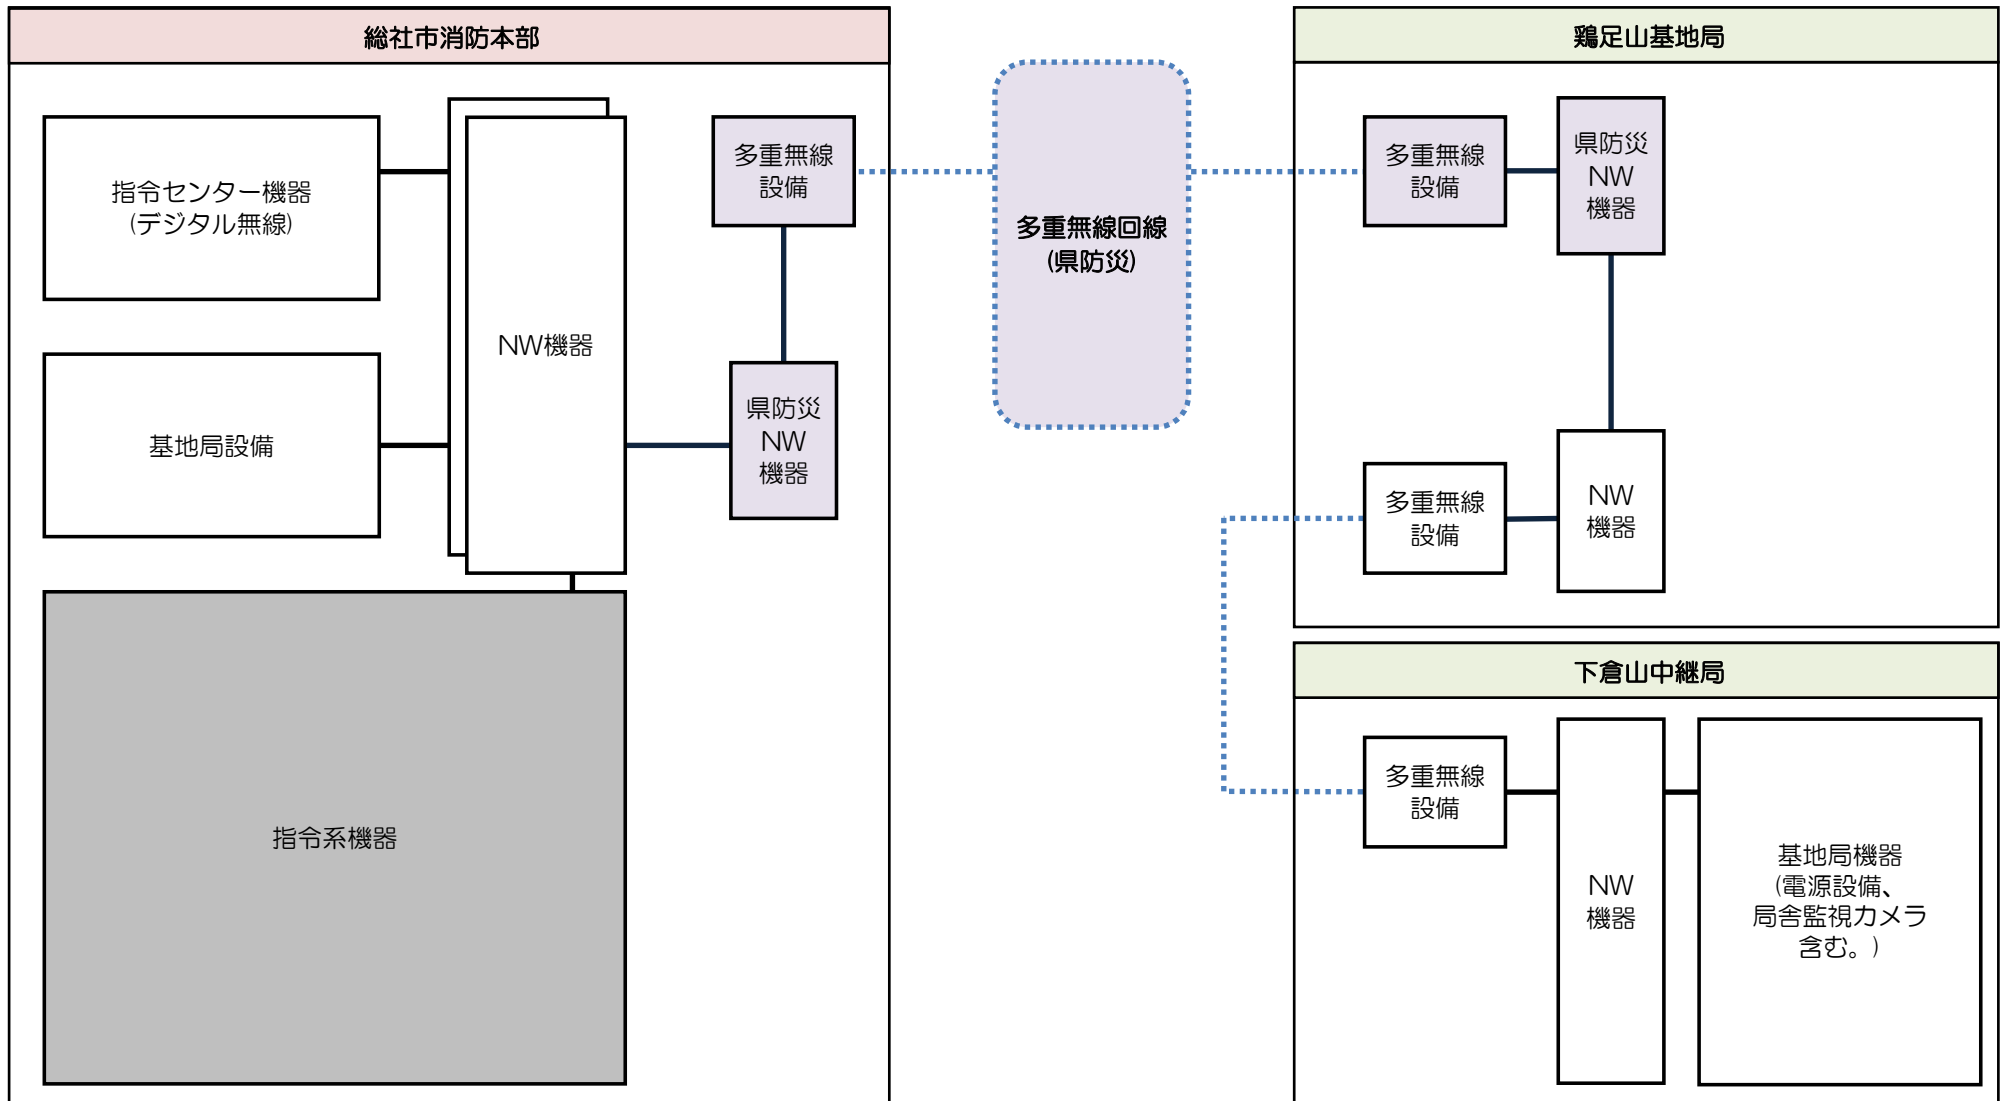 総社市消防本部
指令センター機器
(デジタル無線)
基地局設備
NW機器
多重無線
設備
県防災
NW
機器
指令系機器
多重無線回線
(県防災)
鶏足山基地局
多重無線
設備
県防災
NW
機器
多重無線
設備
NW
機器
下倉山中継局
多重無線
設備
NW
機器
基地局機器
(電源設備、
局舎監視カメラ
含む。)